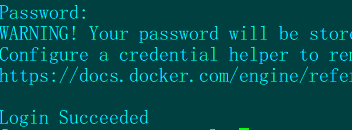 Password:
WARNING! Your password will be store
Configure a credential helper to re
https://docs.docker.com/engine/refer
Login Succeeded